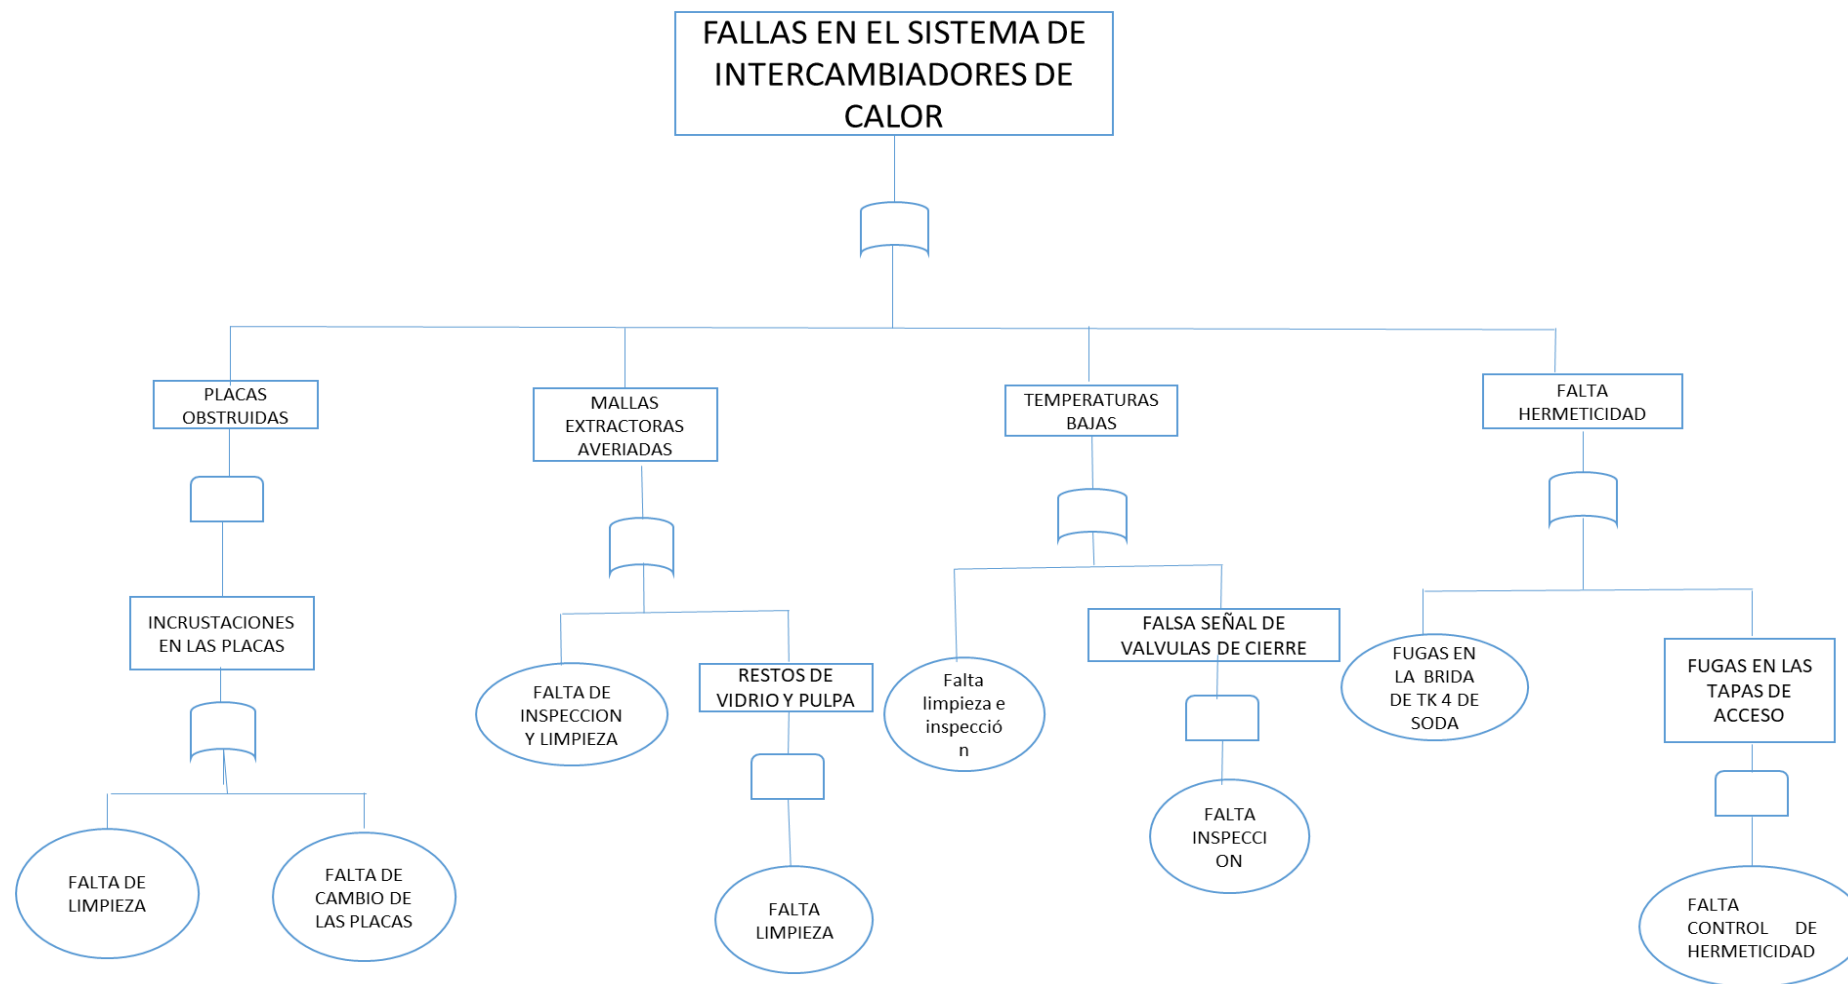 FALLAS EN EL SISTEMA DE
INTERCAMBIADORES DE
CALOR
PLACAS
OBSTRUIDAS
MALLAS
EXTRACTORAS
AVERIADAS
TEMPERATURAS
BAJAS
FALTA
HERMETICIDAD
INCRUSTACIONES
EN LAS PLACAS
FALTA DE
INSPECCION
Y LIMPIEZA
RESTOS DE
VIDRIO Y PULPA
Falta
limpieza e
inspecció
n
FALSA SEÑAL DE
VALVULAS DE CIERRE
FUGAS EN
LA BRIDA
DE TK 4 DE
SODA
FUGAS EN LAS
TAPAS DE
ACCESO
FALTA DE
LIMPIEZA
FALTA DE
CAMBIO DE
LAS PLACAS
FALTA
LIMPIEZA
FALTA
INSPECCI
ON
FALTA
CONTROL DE
HERMETICIDAD